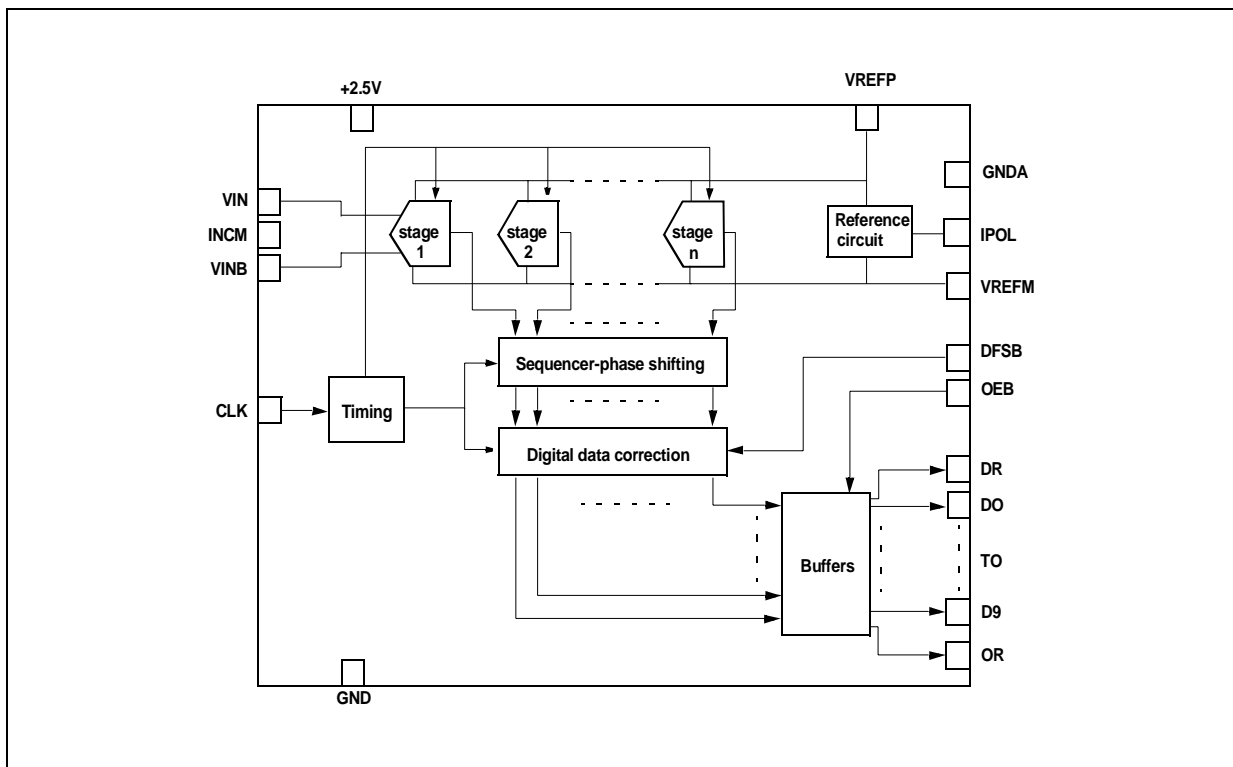 +2.5V
VREFP
GNDA
VIN
INCM
VINB
stage
1
stage
2
stage
n
Reference
circuit
IPOL
VREFM
Sequencer-phase shifting
DFSB
OEB
CLK
Timing
Digital data correction
DR
DO
Buffers
TO
D9
OR
GND